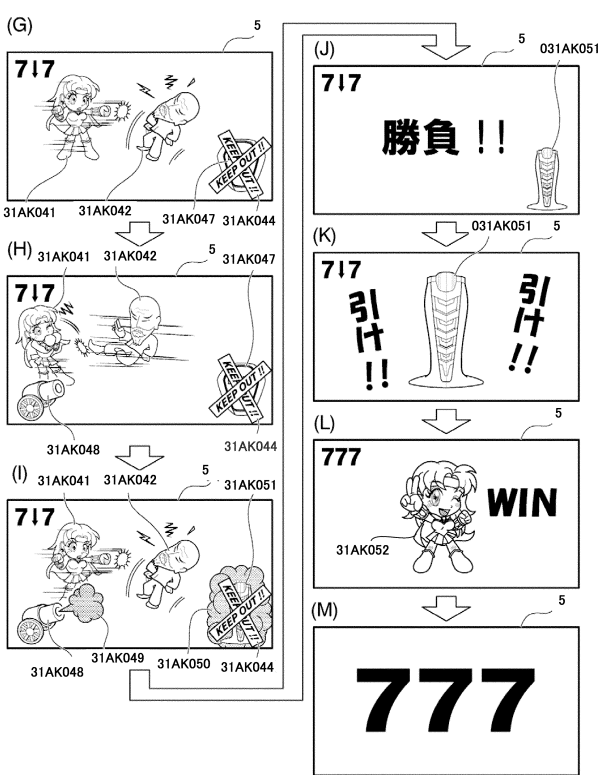 (G)
5
7↓7
31AK041
31AK042
31AK047
31AK044
KEEP OUT!!
KEEP OUT!!
(H)
31AK041
31AK042
5
31AK047
7↓7
KEEP OUT!!
KEEP OUT!!
31AK048
31AK044
(I)
31AK041
31AK042
5
31AK051
7↓7
KEEP OUT!!
KEEP OUT!!
31AK048
31AK049
31AK050
31AK044
(J)
5
031AK051
7↓7
勝負!!
(K)
031AK051
5
7↓7
引け!!
引け!!
(L)
5
777
WIN
31AK052
(M)
5
777